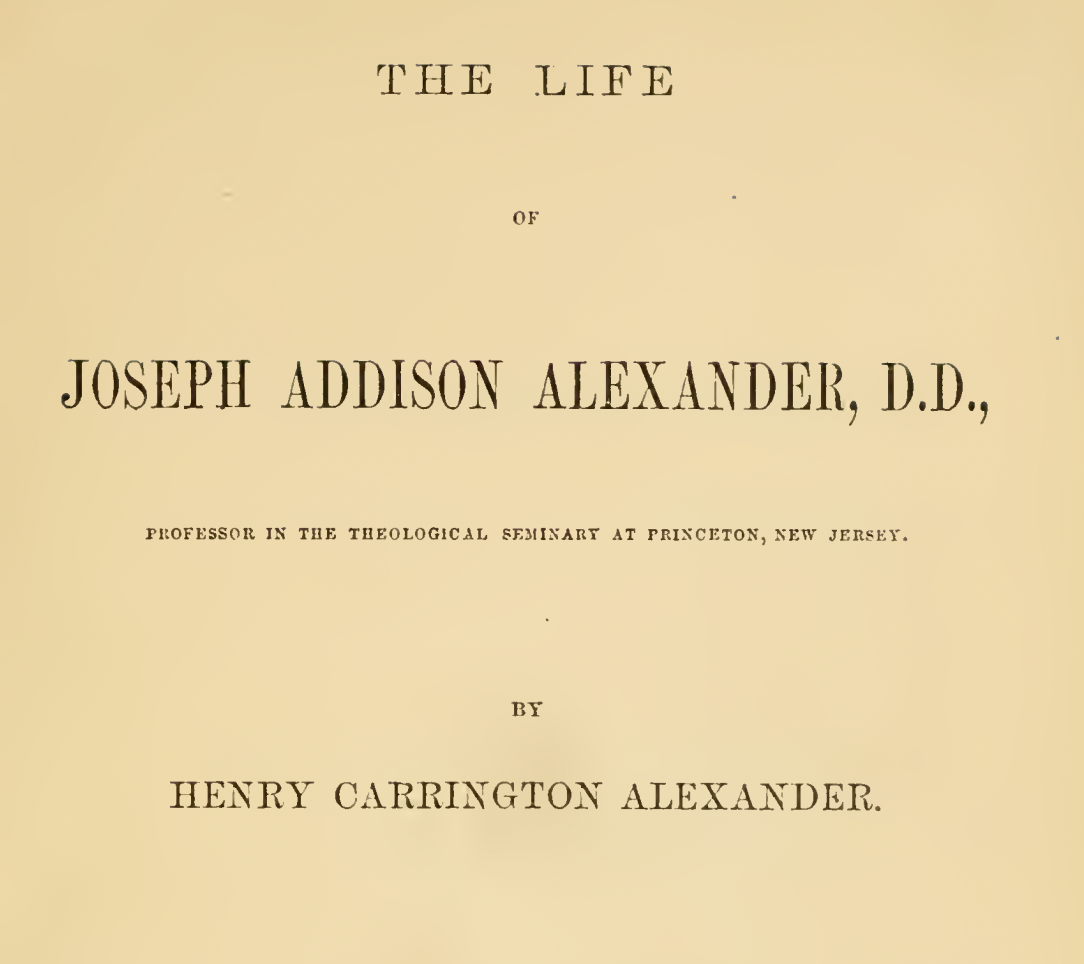 THE LIFE
OF
JOSEPH ADDISON ALEXANDER, D.D.,
PROFESSOR IN THE THEOLOGICAL SEMINARY AT PRINCETON, NEW JERSEY.
BY
HENRY CARRINGTON ALEXANDER.